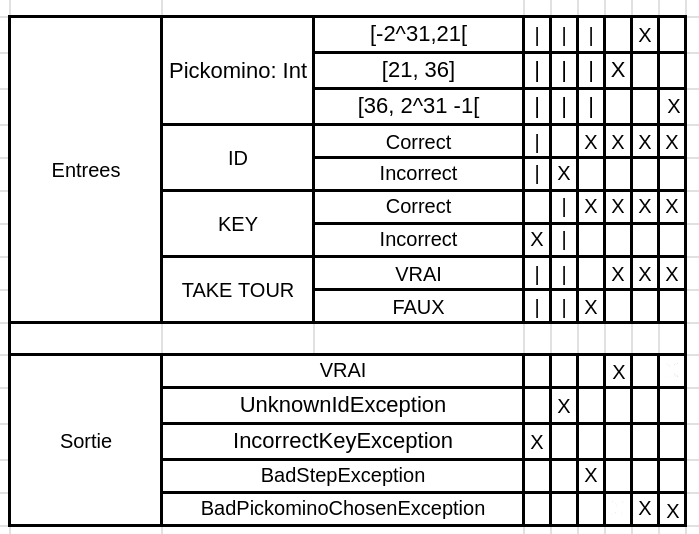 [-2^31,21[ | | | X
Pickomino: Int [21, 36] | | | X
[36, 2^31 -1[ | | | X
Entrees
ID Correct | X X X X
Incorrect | X
KEY Correct | X X X X
Incorrect X |
TAKE TOUR VRAI | | X X X
FAUX | | X
Sortie
VRAI X
UnknownIdException X
IncorrectKeyException X
BadStepException X
BadPickominoChosenException X X